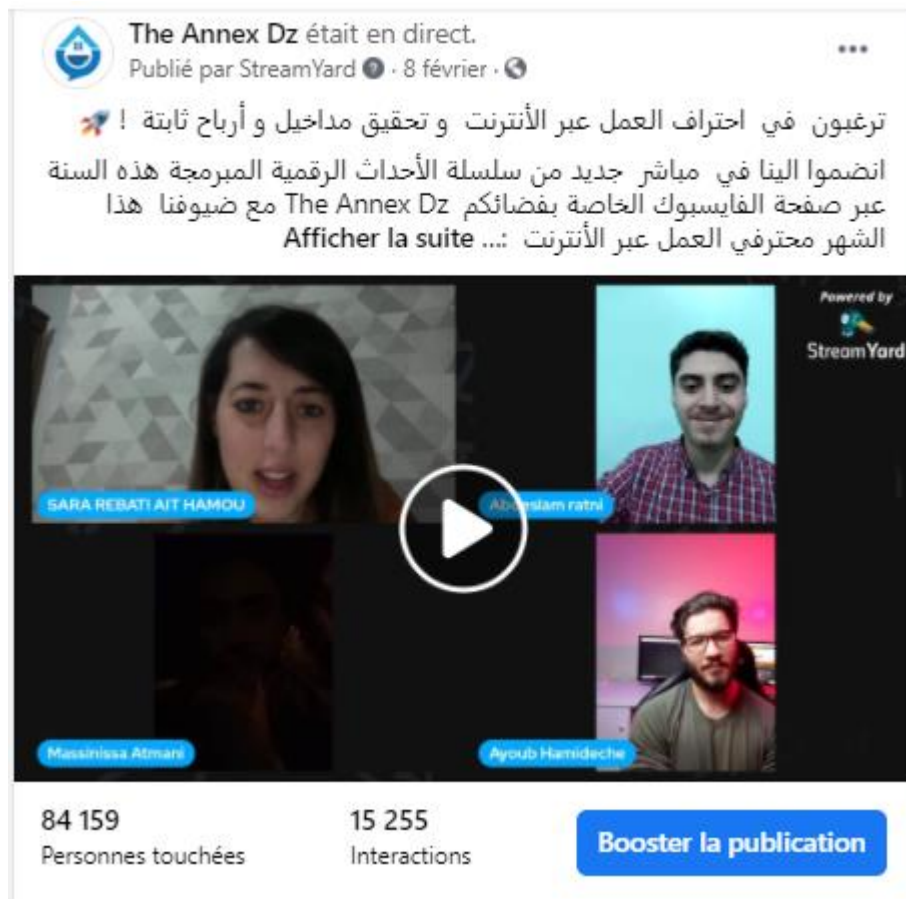 The Annex Dz était en direct.
Publié par StreamYard · 8 février ·
ترغبون في احتراف العمل عبر الأنترنت و تحقيق مداخيل و أرباح ثابتة ! 🚀
انضموا الينا في مباشر جديد من سلسلة الأحداث الرقمية المبرمجة هذه السنة
عبر صفحة الفايسبوك الخاصة بفضائكم The Annex Dz مع ضيوفنا هذا
الشهر محترفي العمل عبر الأنترنت :... Afficher la suite
Powered by
StreamYard
SARA REBATI AIT HAMOU
Abdeslam ratni
Massinissa Atmani
Ayoub Hamideche
84 159
Personnes touchées
15 255
Interactions
Booster la publication